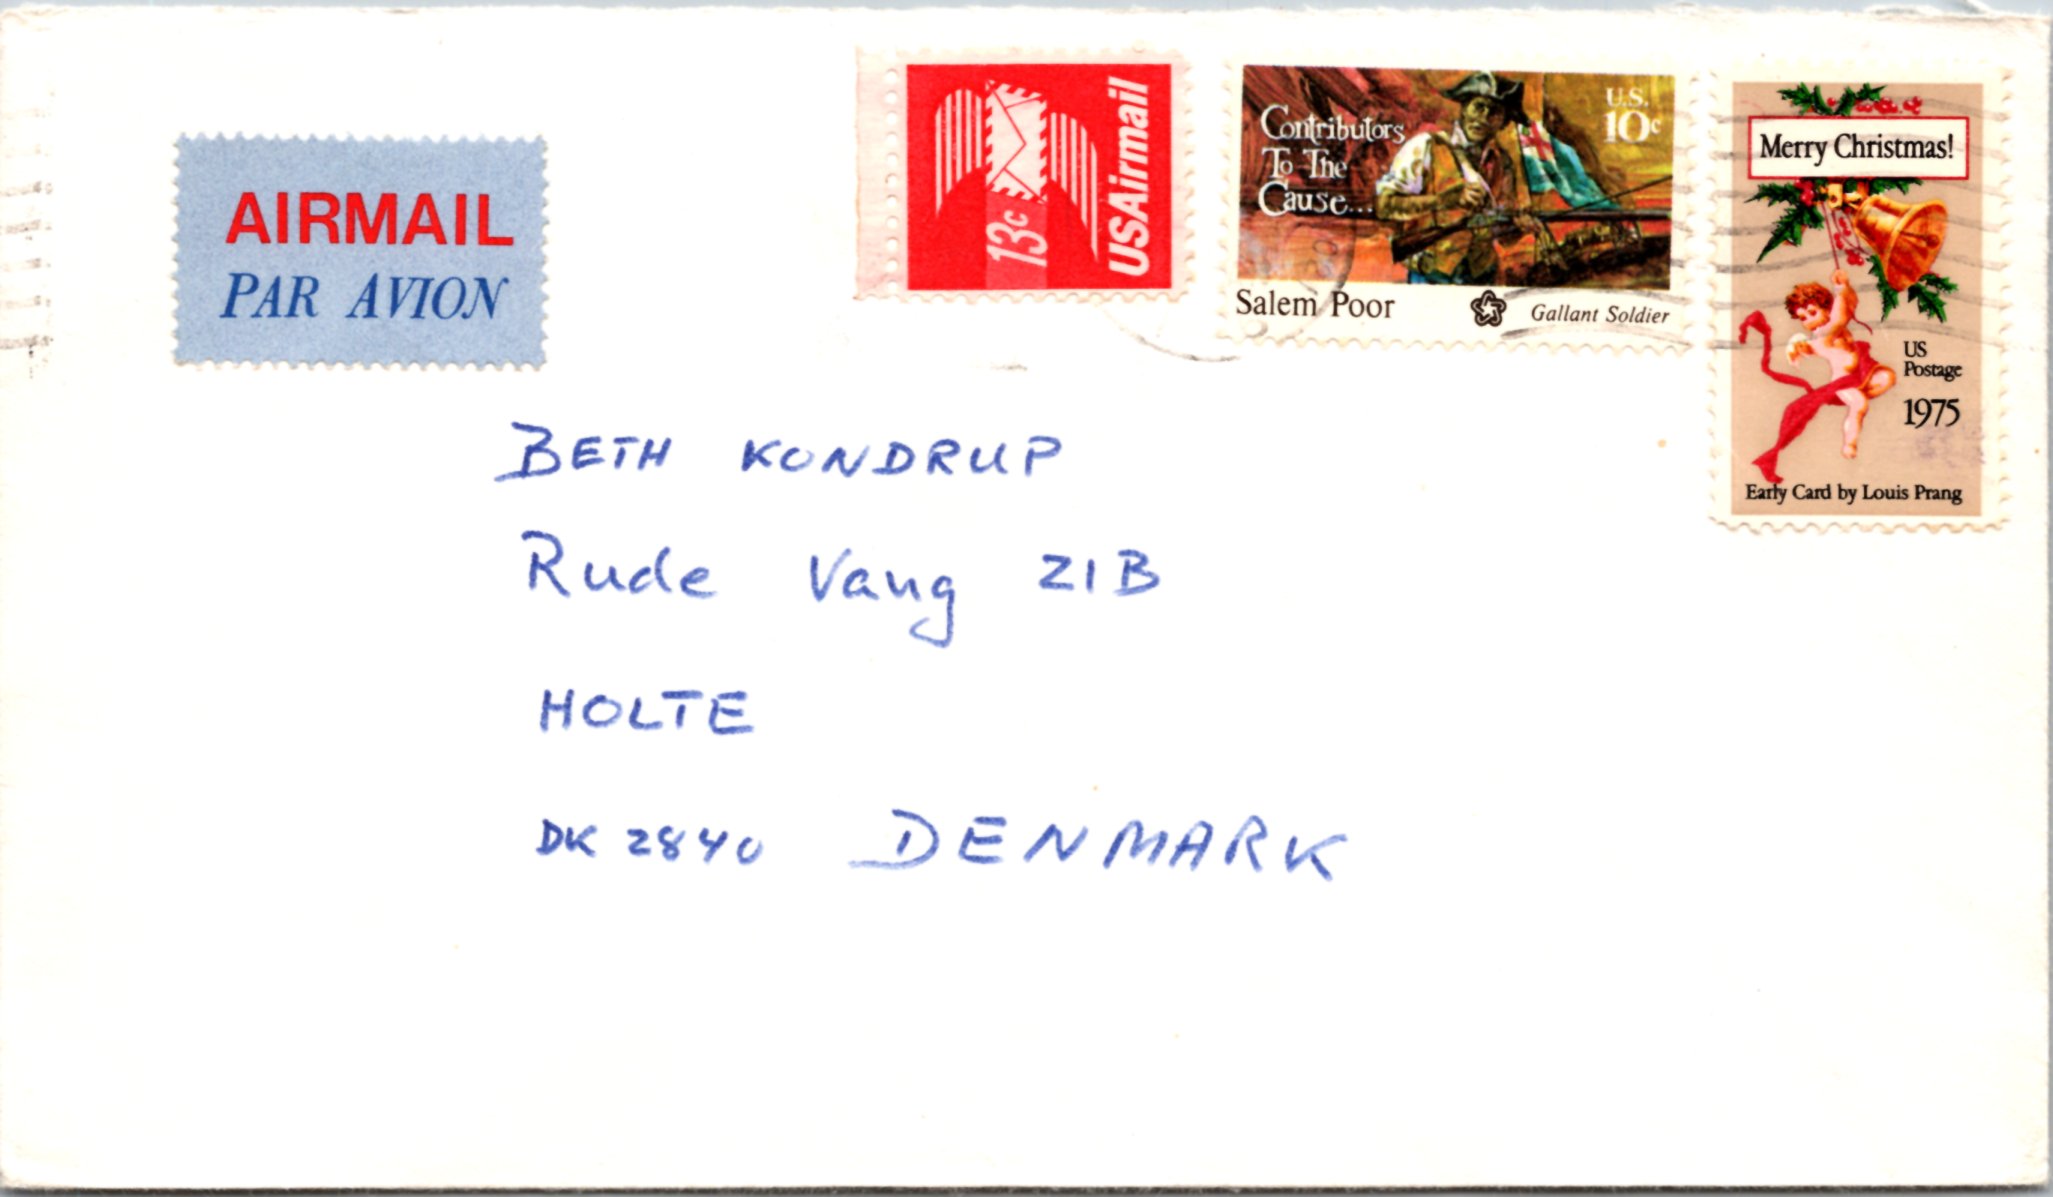 AIRMAIL
PAR AVION
13c
USAirmail
Contributors
To The
Cause...
U.S.
10c
Salem Poor
Gallant Soldier
Merry Christmas!
US
Postage
1975
Early Card by Louis Prang
BETH KONDRUP
Rude Vang 21B
HOLTE
DK 2840 DENMARK